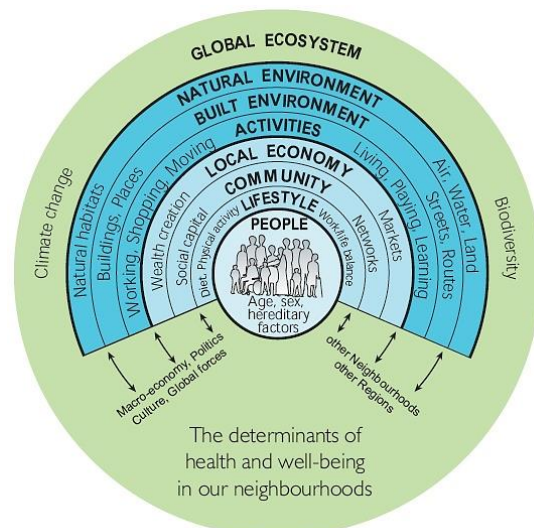 GLOBAL ECOSYSTEM
NATURAL ENVIRONMENT
BUILT ENVIRONMENT
ACTIVITIES
LOCAL ECONOMY
COMMUNITY
LIFESTYLE
PEOPLE
Age, sex,
hereditary
factors
Climate change
Natural habitats
Buildings, Places
Working, Shopping, Moving
Wealth creation
Social capital
Diet, Physical activity
Work/life balance
Networks
Markets
Living, Playing, Learning
Streets, Routes
Air, Water, Land
Biodiversity
Macro-economy, Politics
Culture, Global forces
other Neighbourhoods
other Regions
The determinants of
health and well-being
in our neighbourhoods